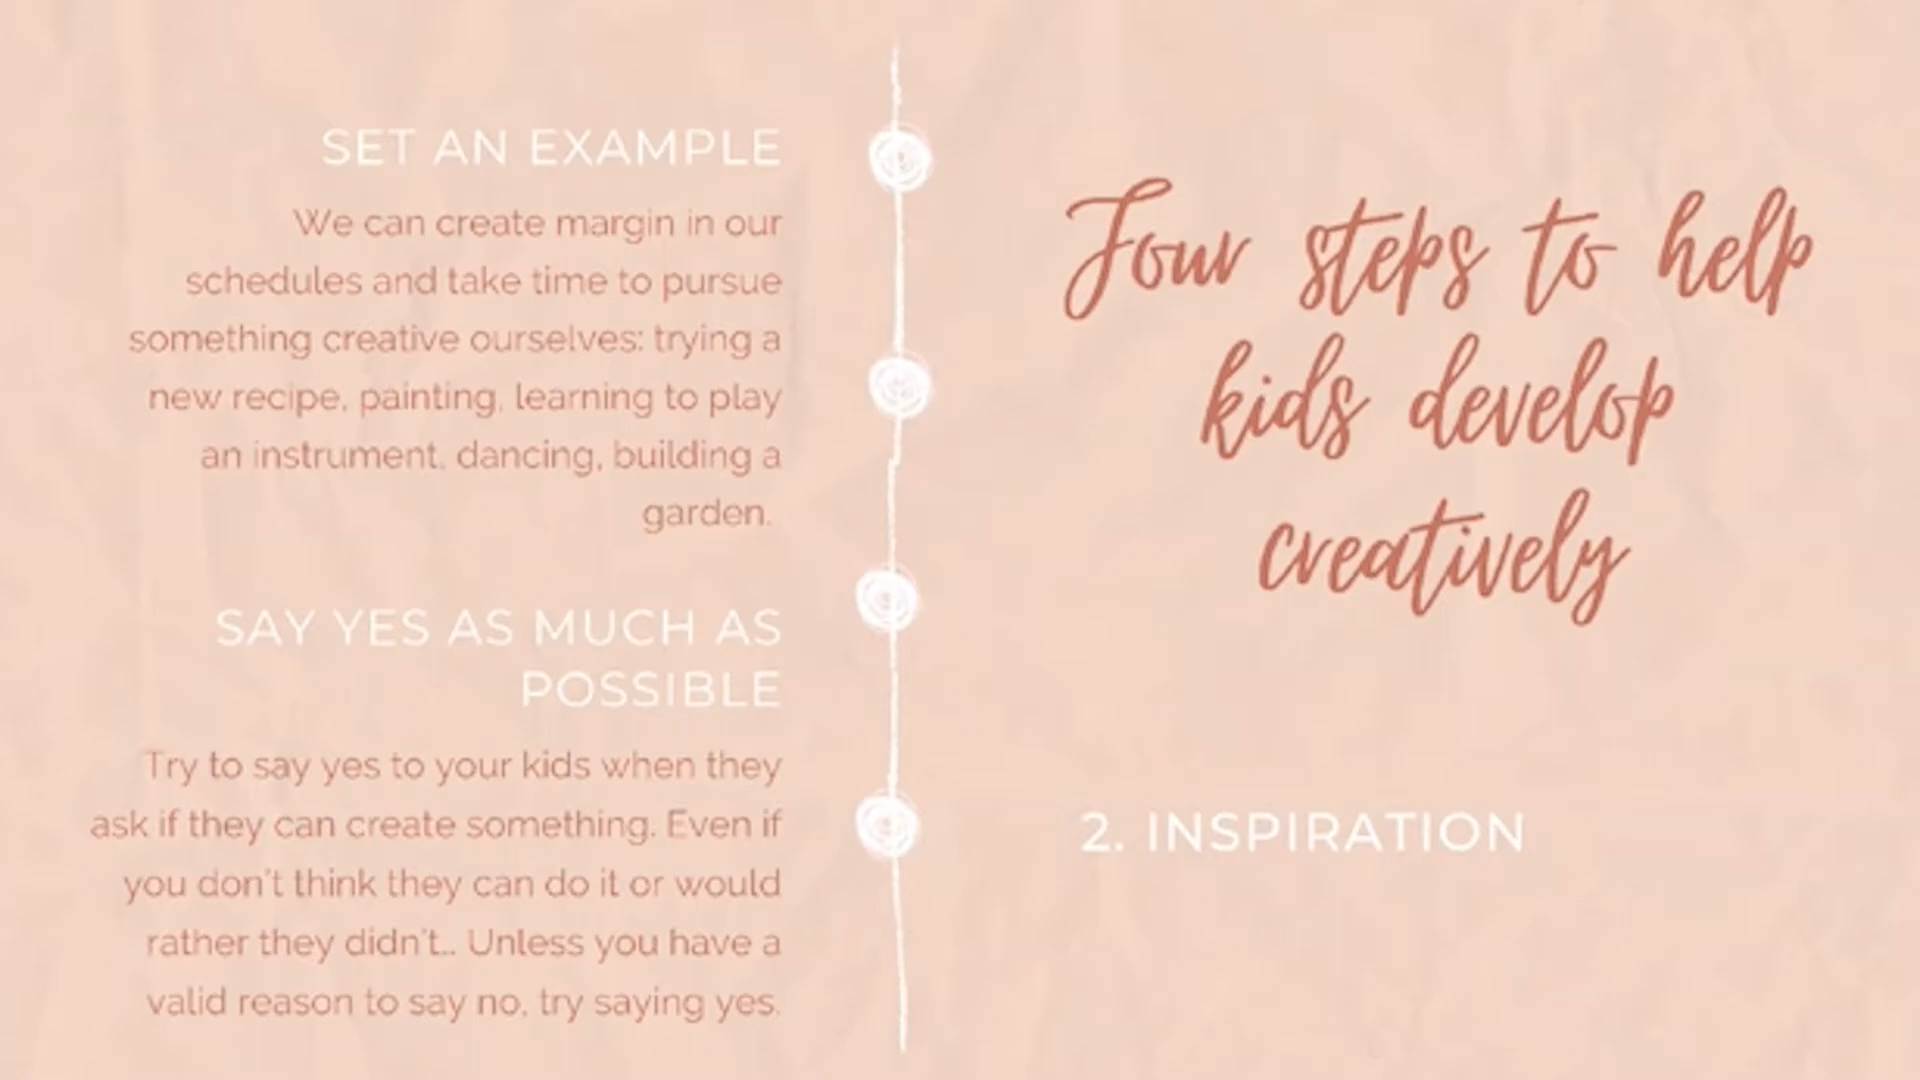 SET AN EXAMPLE
We can create margin in our
schedules and take time to pursue
something creative ourselves: trying a
new recipe, painting, learning to play
an instrument, dancing, building a
garden.
SAY YES AS MUCH AS
POSSIBLE
Try to say yes to your kids when they
ask if they can create something. Even if
you don't think they can do it or would
rather they didn't... Unless you have a
valid reason to say no, try saying yes.
Four steps to help
kids develop
creatively
2. INSPIRATION